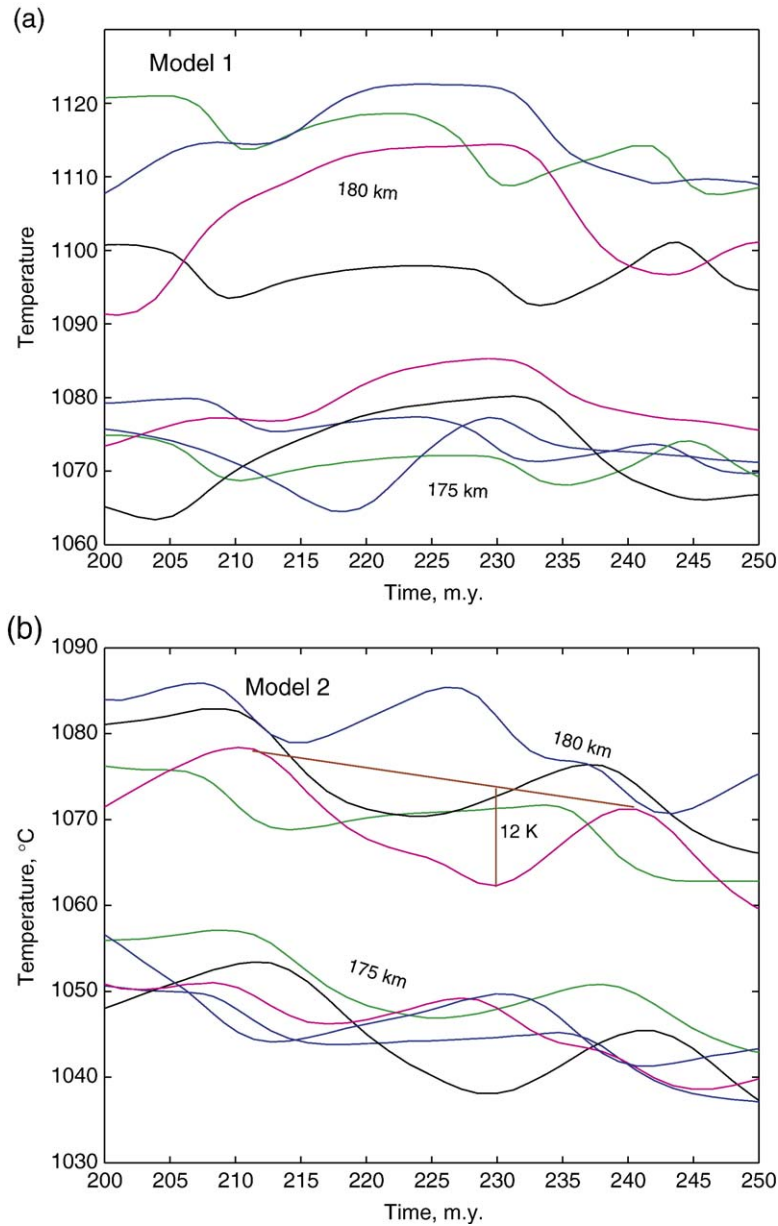 (a)
Model 1
1120
1110
180 km
1100
Temperature
1090
1080
1070
175 km
1060
200 205 210 215 220 225 230 235 240 245 250
Time, m.y.
(b)
1090
Model 2
1080
180 km
1070
12 K
Temperature, °C
1060
175 km
1050
1040
1030
200 205 210 215 220 225 230 235 240 245 250
Time, m.y.